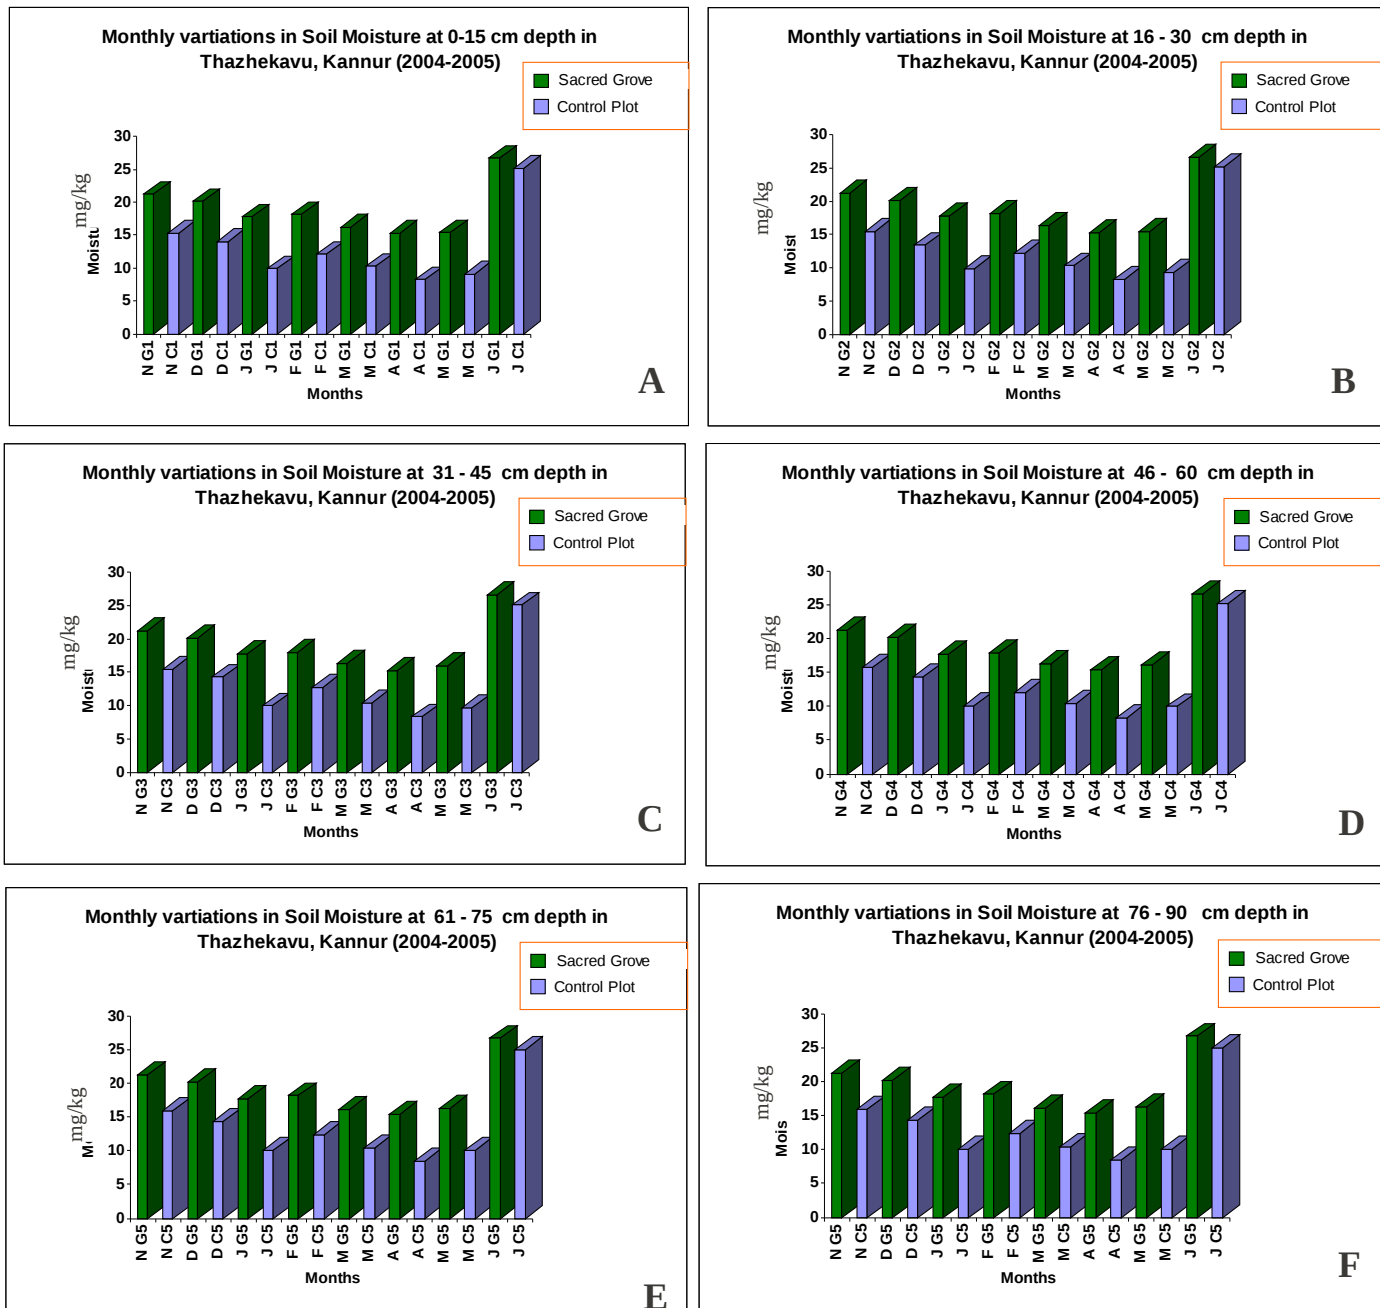 Monthly vartiations in Soil Moisture at 0-15 cm depth in
Thazhekavu, Kannur (2004-2005)
Sacred Grove
Control Plot
30
25
20
15
10
5
0
mg/kg
N G1 N C1 D G1 D C1 J G1 J C1 F G1 F C1 M G1 M C1 A G1 A C1 M G1 M C1 J G1 J C1
Months
A
Monthly vartiations in Soil Moisture at 16 - 30 cm depth in
Thazhekavu, Kannur (2004-2005)
Sacred Grove
Control Plot
30
25
20
15
10
5
0
mg/kg
Moist
N G2 N C2 D G2 D C2 J G2 J C2 F G2 F C2 M G2 M C2 A G2 A C2 M G2 M C2 J G2 J C2
Months
B
Monthly vartiations in Soil Moisture at 31 - 45 cm depth in
Thazhekavu, Kannur (2004-2005)
Sacred Grove
Control Plot
30
25
20
15
10
5
0
mg/kg
N G3 N C3 D G3 D C3 J G3 J C3 F G3 F C3 M G3 M C3 A G3 A C3 M G3 M C3 J G3 J C3
Months
C
Monthly vartiations in Soil Moisture at 46 - 60 cm depth in
Thazhekavu, Kannur (2004-2005)
Sacred Grove
Control Plot
30
25
20
15
10
5
0
mg/kg
N G4 N C4 D G4 D C4 J G4 J C4 F G4 F C4 M G4 M C4 A G4 A C4 M G4 M C4 J G4 J C4
Months
D
Monthly vartiations in Soil Moisture at 61 - 75 cm depth in
Thazhekavu, Kannur (2004-2005)
Sacred Grove
Control Plot
30
25
20
15
10
5
0
mg/kg
N G5 N C5 D G5 D C5 J G5 J C5 F G5 F C5 M G5 M C5 A G5 A C5 M G5 M C5 J G5 J C5
Months
E
Monthly vartiations in Soil Moisture at 76 - 90 cm depth in
Thazhekavu, Kannur (2004-2005)
Sacred Grove
Control Plot
30
25
20
15
10
5
0
mg/kg
Mois
N G5 N C5 D G5 D C5 J G5 J C5 F G5 F C5 M G5 M C5 A G5 A C5 M G5 M C5 J G5 J C5
Months
F